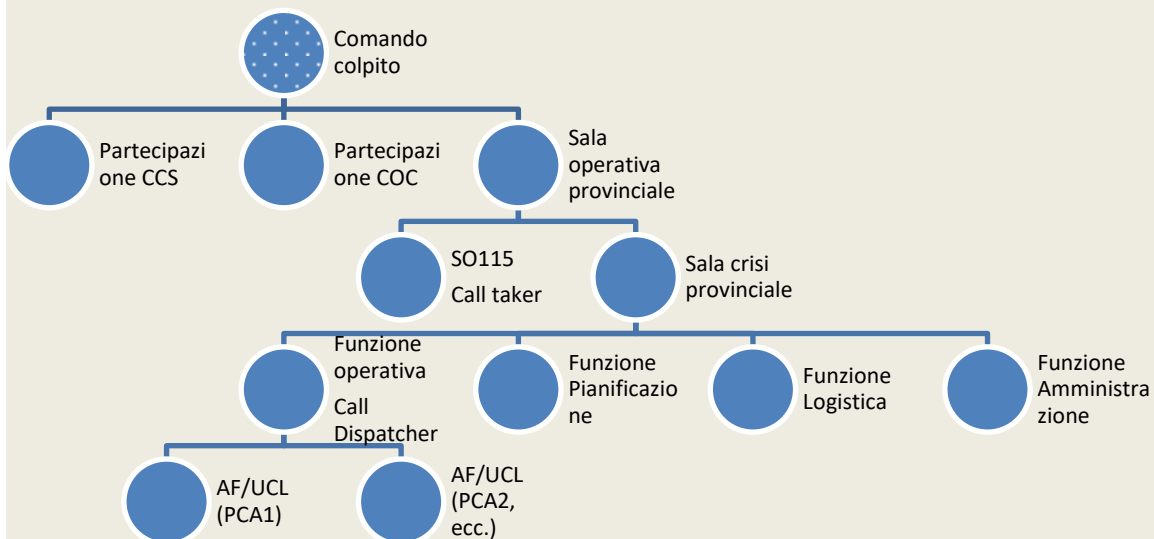 Comando
colpito
Partecipazi
one CCS
Partecipazi
one COC
Sala
operativa
provinciale
SO115
Call taker
Sala crisi
provinciale
Funzione
operativa
Call
Dispatcher
Funzione
Pianificazio
ne
Funzione
Logistica
Funzione
Amministra
zione
AF/UCL
(PCA1)
AF/UCL
(PCA2,
ecc.)